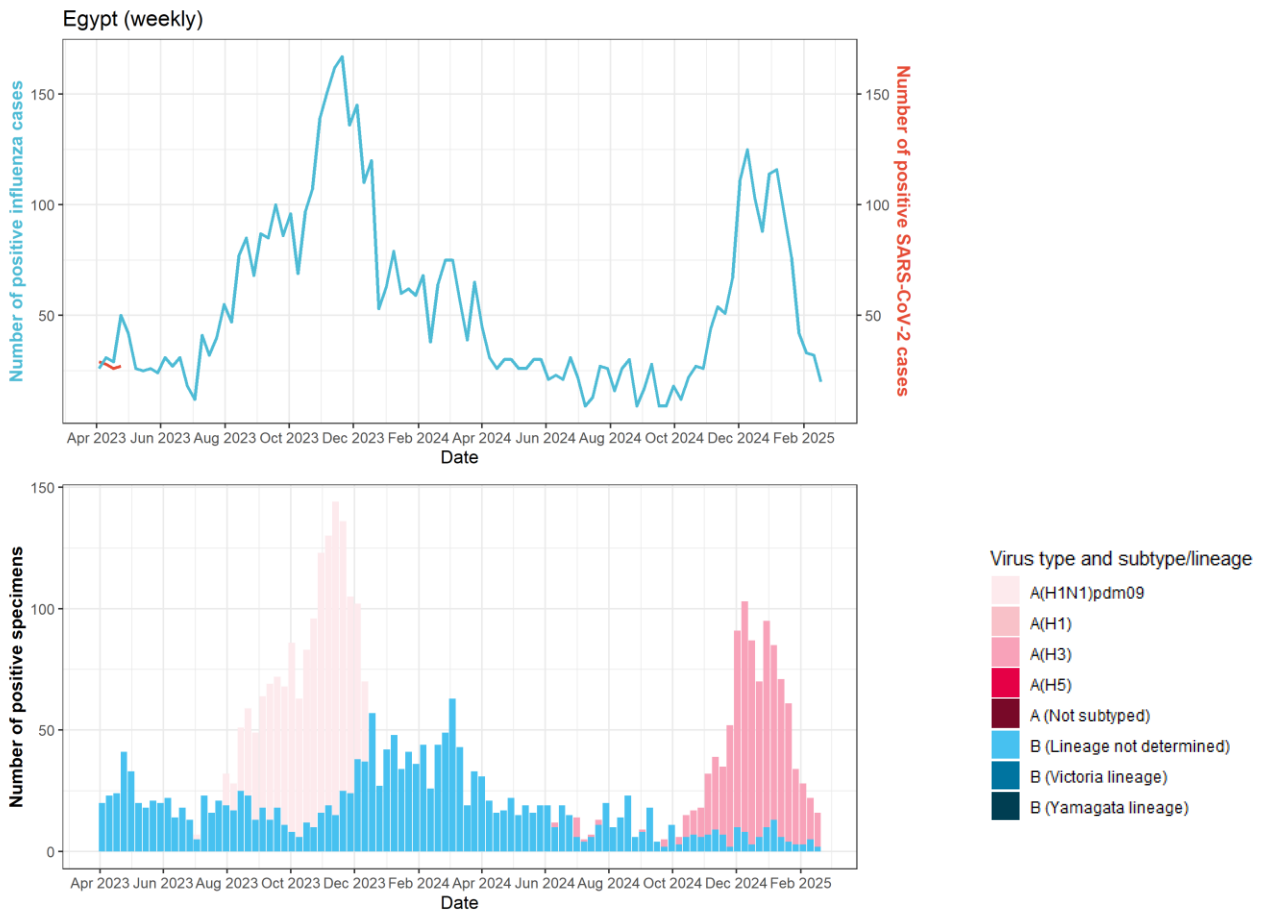 Egypt (weekly)
Number of positive influenza cases
150
100
50
150
100
50
Number of positive SARS-CoV-2 cases
Apr 2023 Jun 2023 Aug 2023 Oct 2023 Dec 2023 Feb 2024 Apr 2024 Jun 2024 Aug 2024 Oct 2024 Dec 2024 Feb 2025
Date
Number of positive specimens
150
100
50
0
Apr 2023 Jun 2023 Aug 2023 Oct 2023 Dec 2023 Feb 2024 Apr 2024 Jun 2024 Aug 2024 Oct 2024 Dec 2024 Feb 2025
Date
Virus type and subtype/lineage
A(H1N1)pdm09
A(H1)
A(H3)
A(H5)
A (Not subtyped)
B (Lineage not determined)
B (Victoria lineage)
B (Yamagata lineage)